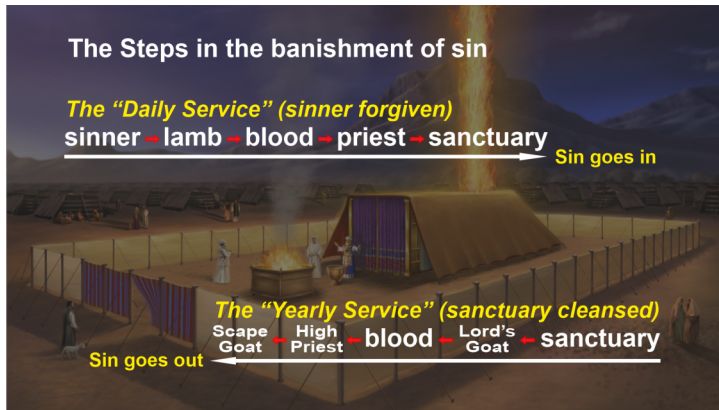 The Steps in the banishment of sin
The "Daily Service" (sinner forgiven)
sinner lamb blood priest sanctuary
Sin goes in
The "Yearly Service" (sanctuary cleansed)
Scape Goat High Priest blood Lord's Goat sanctuary
Sin goes out